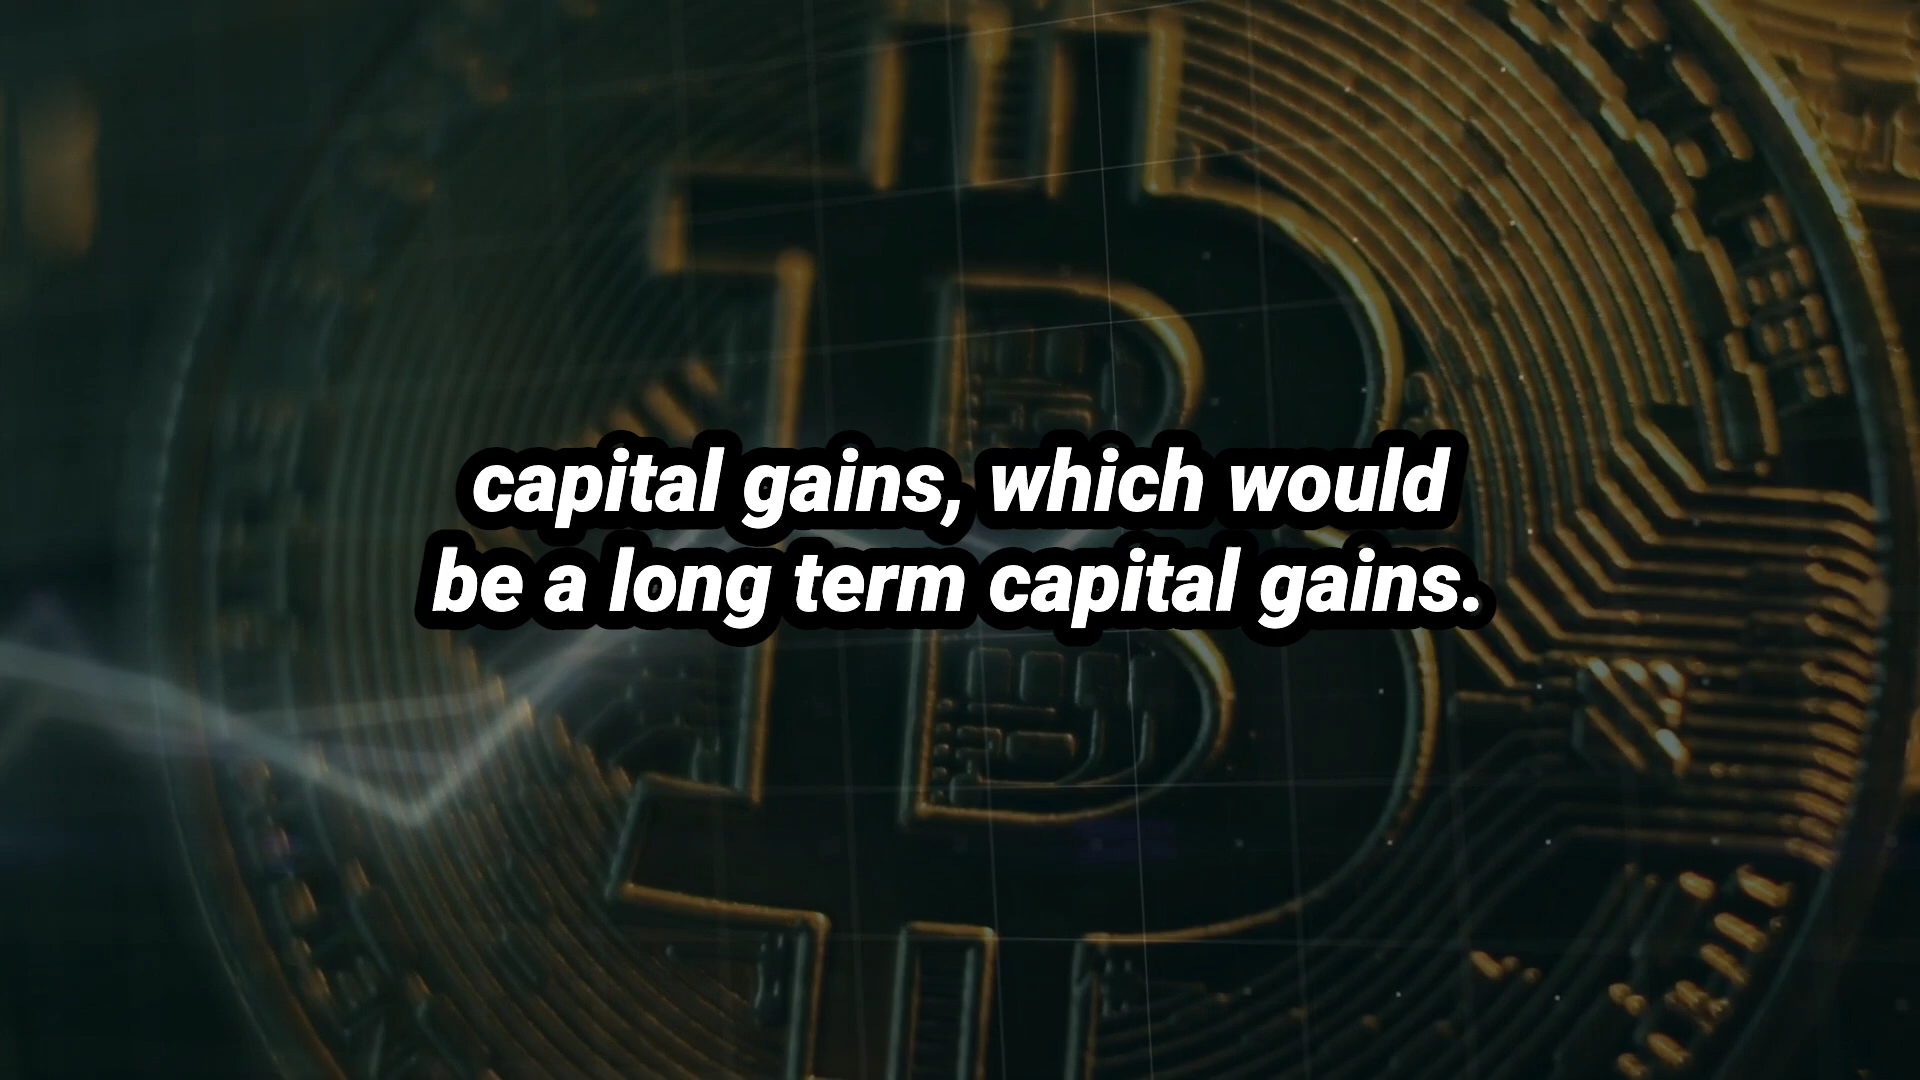 capital gains, which would
be a long term capital gains.